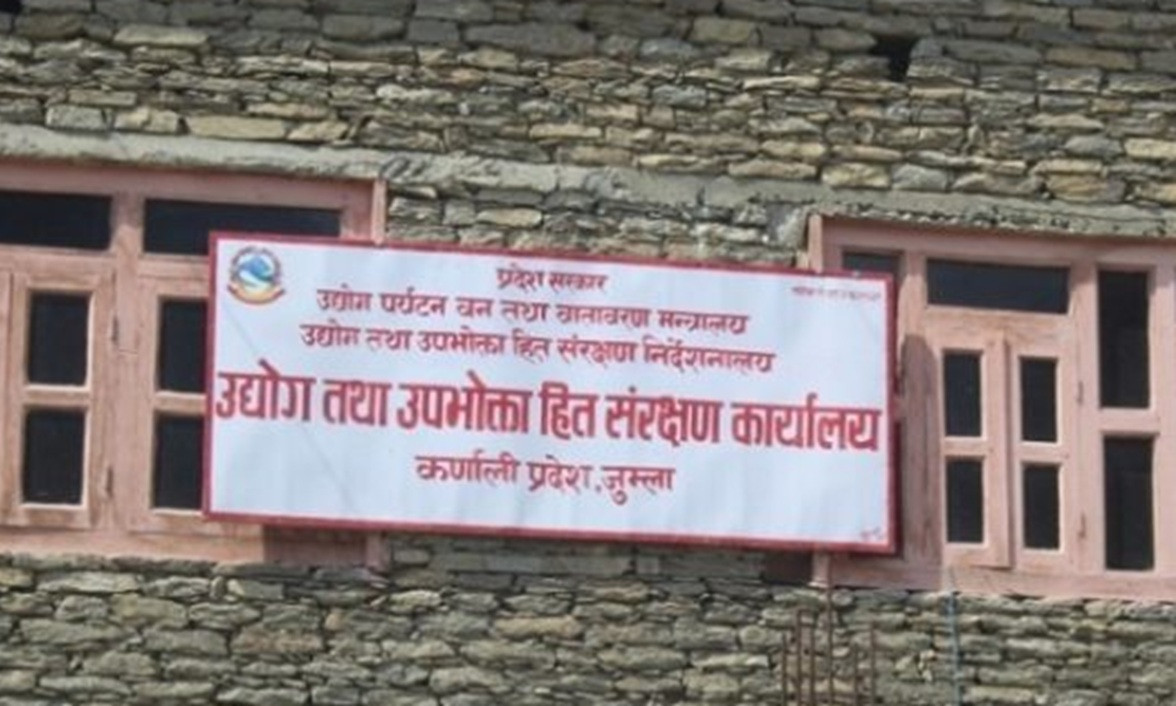 प्रदेश सरकार
उद्योग पर्यटन वन तथा वातावरण मन्त्रालय
उद्योग तथा उपभोक्ता हित संरक्षण निर्देशनालय
उद्योग तथा उपभोक्ता हित संरक्षण कार्यालय
कर्णाली प्रदेश,जुम्ला